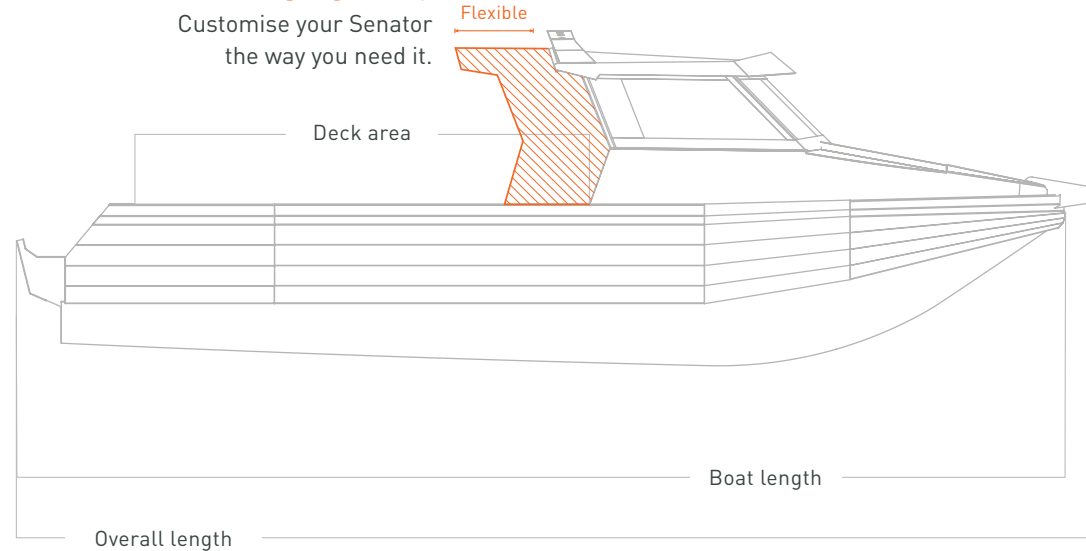 Customise your Senator
the way you need it.
Flexible
Deck area
Boat length
Overall length